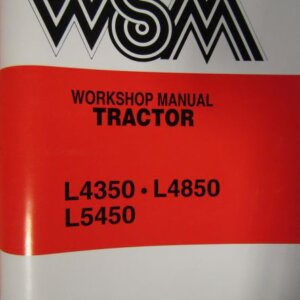 WSM
WORKSHOP MANUAL
TRACTOR
L4350 · L4850
L5450